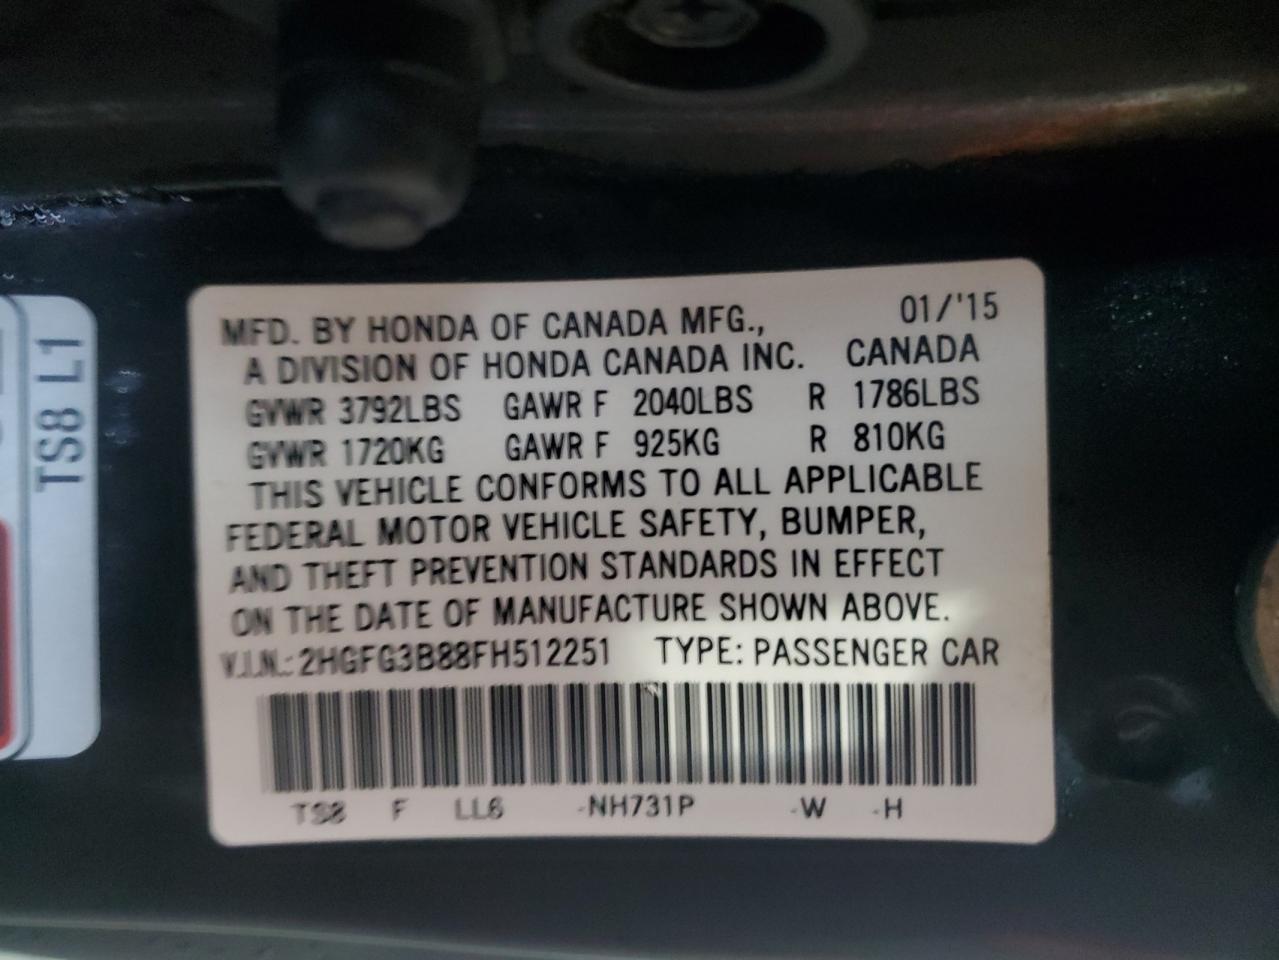 MFD. BY HONDA OF CANADA MFG., 01/'15
A DIVISION OF HONDA CANADA INC. CANADA
GVWR 3792LBS GAWR F 2040LBS R 1786LBS
GVWR 1720KG GAWR F 925KG R 810KG
THIS VEHICLE CONFORMS TO ALL APPLICABLE
FEDERAL MOTOR VEHICLE SAFETY, BUMPER,
AND THEFT PREVENTION STANDARDS IN EFFECT
ON THE DATE OF MANUFACTURE SHOWN ABOVE.
V.I.N.: 2HGFG3B88FH512251 TYPE: PASSENGER CAR
TS8 F LL6 -NH731P -W -H
TS8 L1